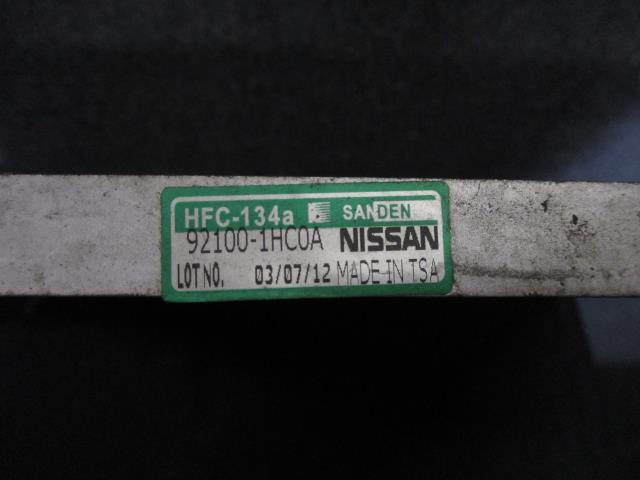 HFC-134a SANDEN
92100-1HC0A NISSAN
LOT NO. 03/07/12 MADE IN TSA